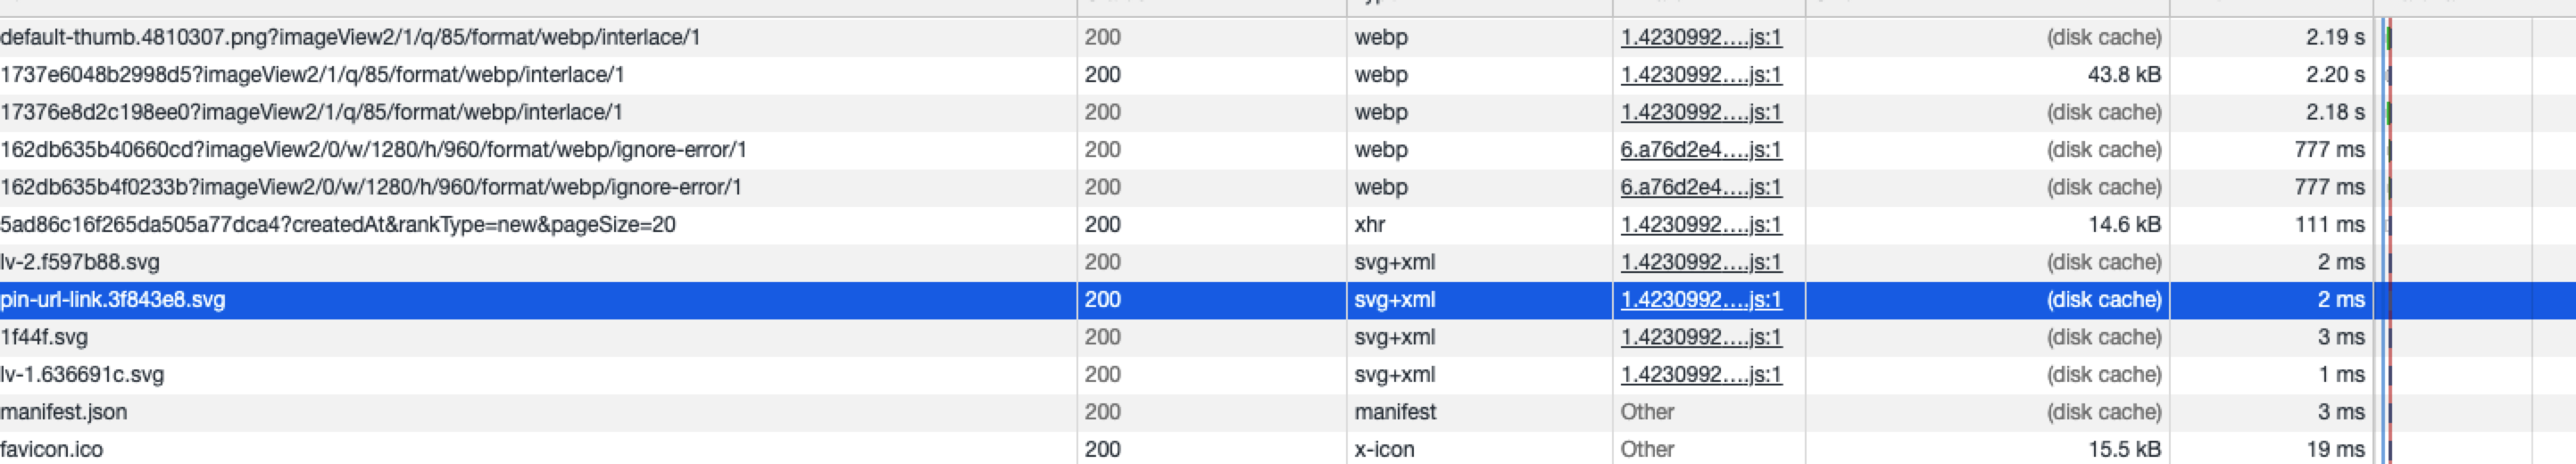 default-thumb.4810307.png?imageView2/1/q/85/format/webp/interlace/1 200 webp 1.4230992....js:1 (disk cache) 2.19 s
1737e6048b2998d5?imageView2/1/q/85/format/webp/interlace/1 200 webp 1.4230992....js:1 43.8 kB 2.20 s
17376e8d2c198ee0?imageView2/1/q/85/format/webp/interlace/1 200 webp 1.4230992....js:1 (disk cache) 2.18 s
162db635b40660cd?imageView2/0/w/1280/h/960/format/webp/ignore-error/1 200 webp 6.a76d2e4....js:1 (disk cache) 777 ms
162db635b4f0233b?imageView2/0/w/1280/h/960/format/webp/ignore-error/1 200 webp 6.a76d2e4....js:1 (disk cache) 777 ms
5ad86c16f265da505a77dca4?createdAt&rankType=new&pageSize=20 200 xhr 1.4230992....js:1 14.6 kB 111 ms
lv-2.f597b88.svg 200 svg+xml 1.4230992....js:1 (disk cache) 2 ms
pin-url-link.3f843e8.svg 200 svg+xml 1.4230992....js:1 (disk cache) 2 ms
1f44f.svg 200 svg+xml 1.4230992....js:1 (disk cache) 3 ms
lv-1.636691c.svg 200 svg+xml 1.4230992....js:1 (disk cache) 1 ms
manifest.json 200 manifest Other (disk cache) 3 ms
favicon.ico 200 x-icon Other 15.5 kB 19 ms